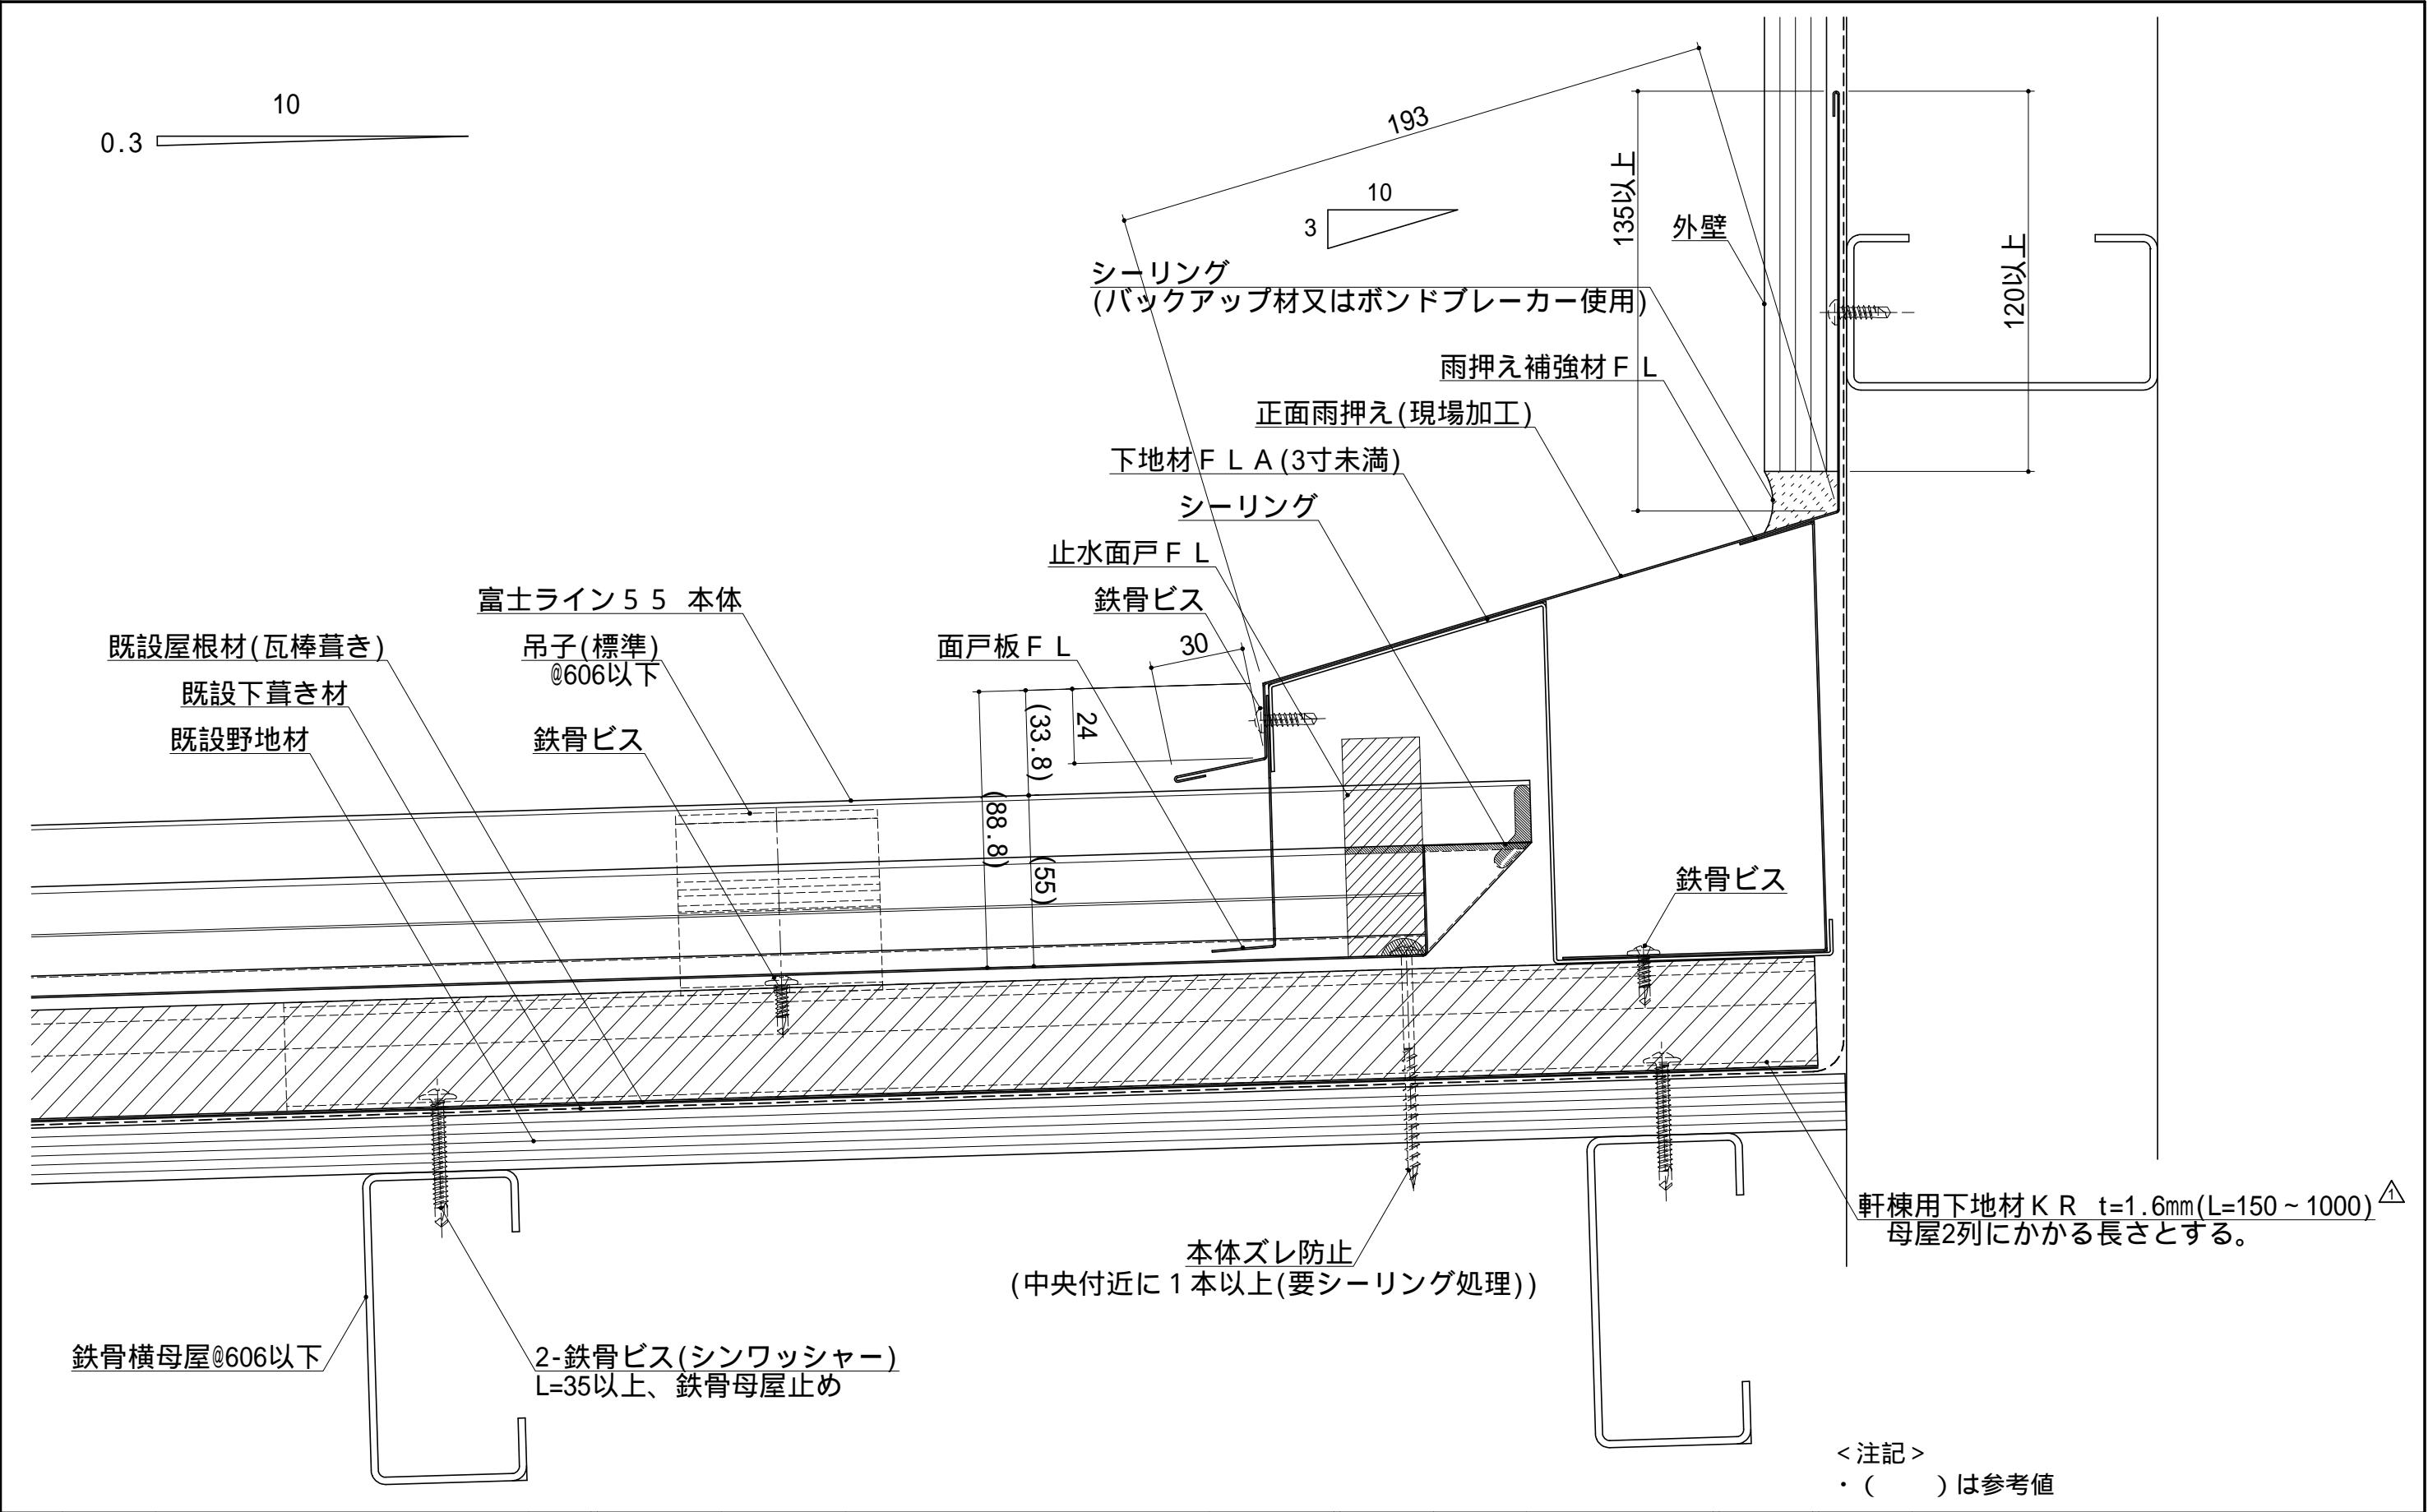 10
0.3
193
10
3
135以上
外壁
120以上
シーリング
(バックアップ材又はボンドブレーカー使用)
雨押え補強材ＦＬ
正面雨押え(現場加工)
下地材ＦＬＡ(3寸未満)
シーリング
止水面戸ＦＬ
鉄骨ビス
富士ライン５５ 本体
30
面戸板ＦＬ
既設屋根材(瓦棒葺き)
吊子(標準)
@606以下
既設下葺き材
既設野地材
鉄骨ビス
24
(33.8)
(88.8)
(55)
鉄骨ビス
軒棟用下地材ＫＲ t=1.6㎜(L=150～1000)
1
母屋2列にかかる長さとする。
本体ズレ防止
(中央付近に１本以上(要シーリング処理))
鉄骨横母屋@606以下
2-鉄骨ビス(シンワッシャー)
L=35以上、鉄骨母屋止め
<注記>
・(　　)は参考値